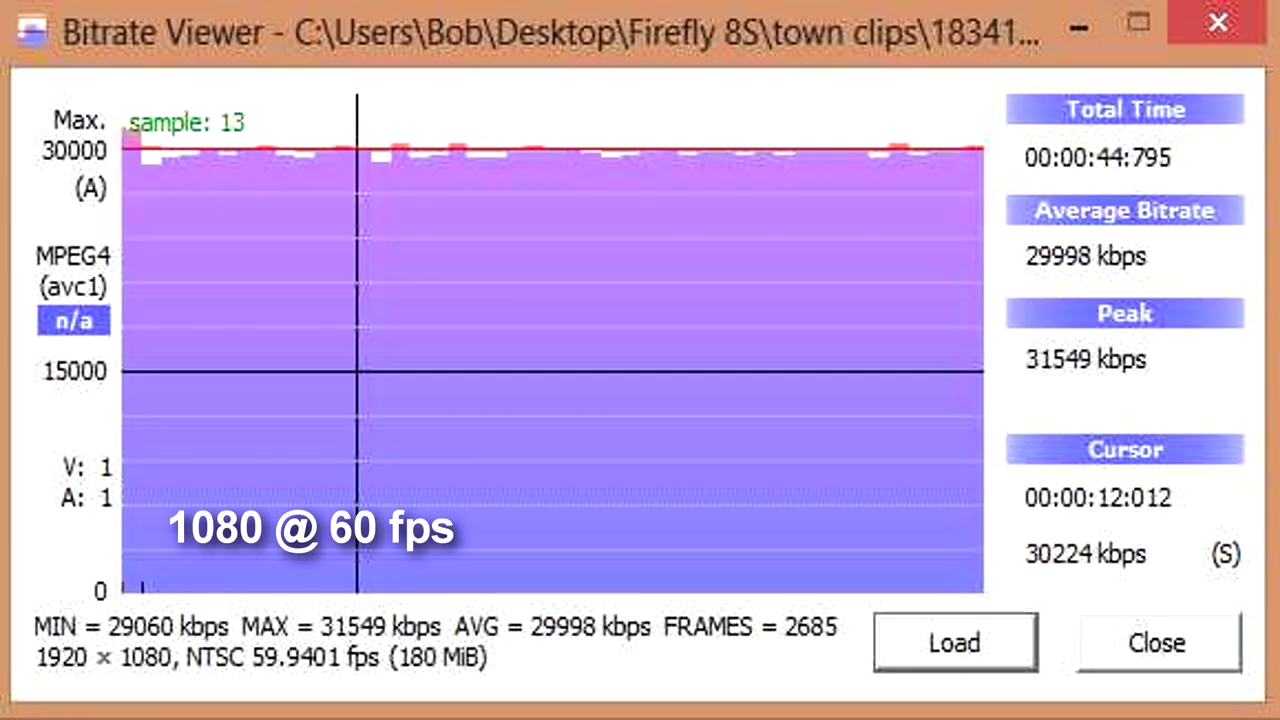 Bitrate Viewer - C:\Users\Bob\Desktop\Firefly 8S\town clips\18341...
Max.
sample: 13
30000
(A)
MPEG4
(avc1)
n/a
15000
V: 1
A: 1
1080 @ 60 fps
0
Total Time
00:00:44:795
Average Bitrate
29998 kbps
Peak
31549 kbps
Cursor
00:00:12:012
30224 kbps (S)
MIN = 29060 kbps MAX = 31549 kbps AVG = 29998 kbps FRAMES = 2685
1920 × 1080, NTSC 59.9401 fps (180 MiB)
Load
Close